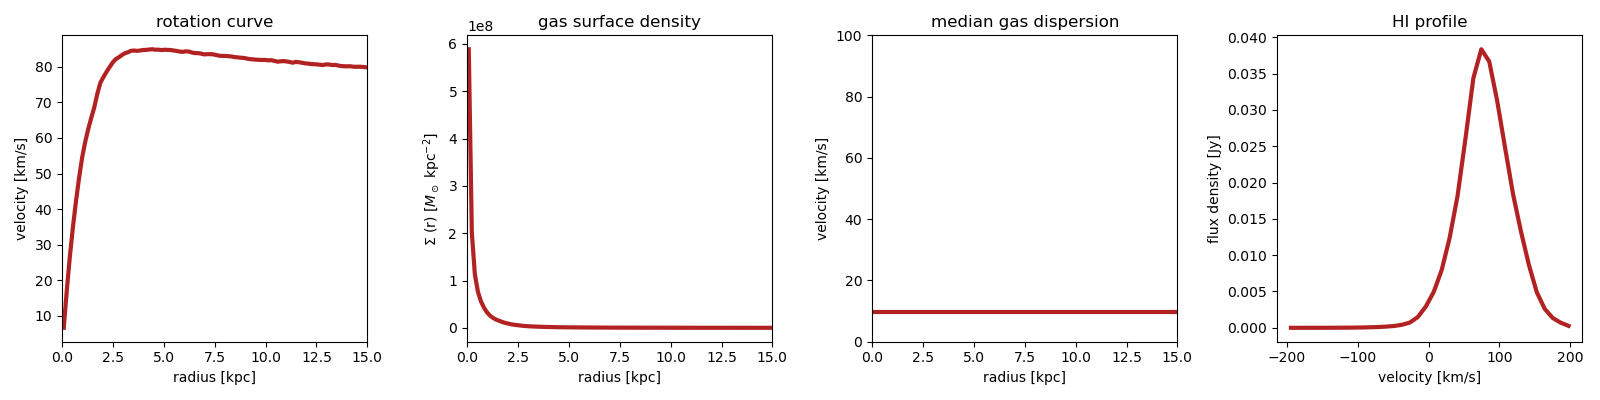 rotation curve
velocity [km/s]
80
70
60
50
40
30
20
10
0.0 2.5 5.0 7.5 10.0 12.5 15.0
radius [kpc]
gas surface density
1e8
Σ (r) [M⊙ kpc⁻²]
6
5
4
3
2
1
0
0.0 2.5 5.0 7.5 10.0 12.5 15.0
radius [kpc]
median gas dispersion
velocity [km/s]
100
80
60
40
20
0
0.0 2.5 5.0 7.5 10.0 12.5 15.0
radius [kpc]
HI profile
flux density [Jy]
0.040
0.035
0.030
0.025
0.020
0.015
0.010
0.005
0.000
−200 −100 0 100 200
velocity [km/s]